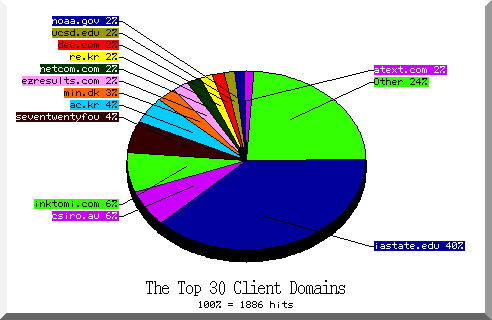 noaa.gov 2%
ucsd.edu 2%
dec.com 2%
re.kr 2%
netcom.com 2%
ezresults.com 2%
min.dk 3%
ac.kr 4%
seventwentyfou 4%
inktomi.com 6%
csiro.au 6%
atext.com 2%
Other 24%
iastate.edu 40%
The Top 30 Client Domains
100% = 1886 hits